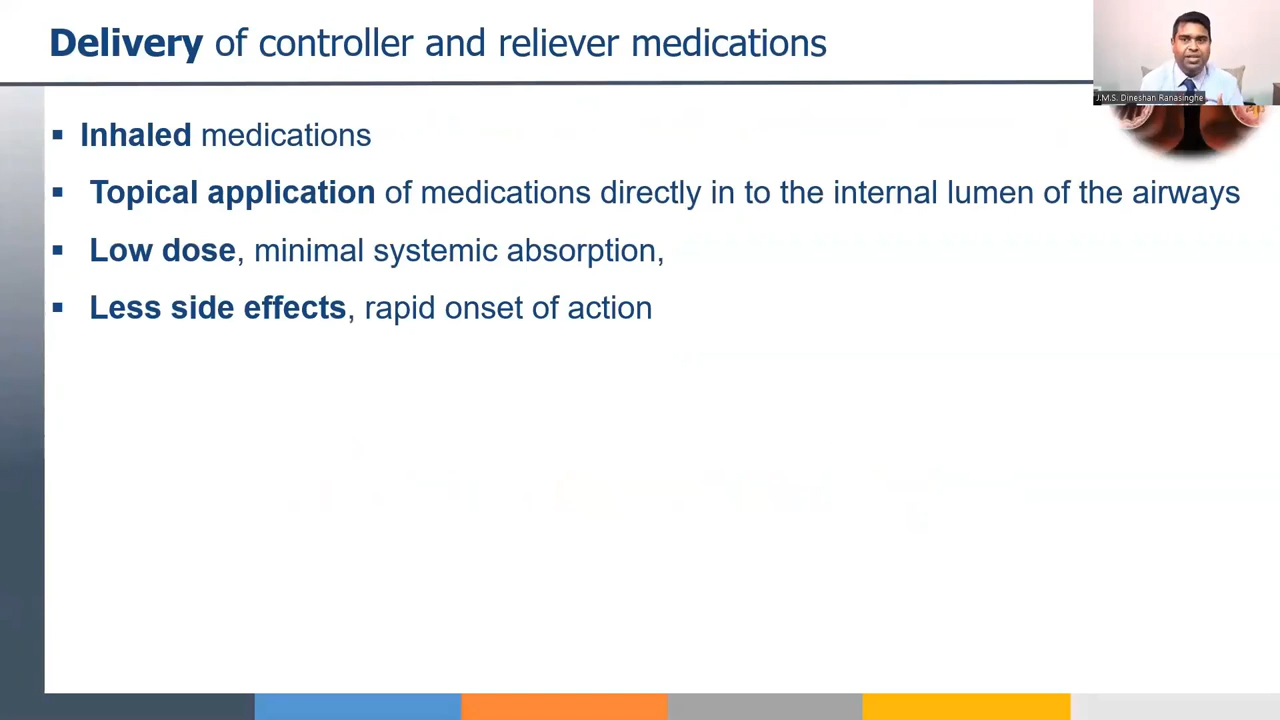 Delivery of controller and reliever medications
J.M.S. Dineshan Ranasinghe
▪ Inhaled medications
▪ Topical application of medications directly in to the internal lumen of the airways
▪ Low dose, minimal systemic absorption,
▪ Less side effects, rapid onset of action